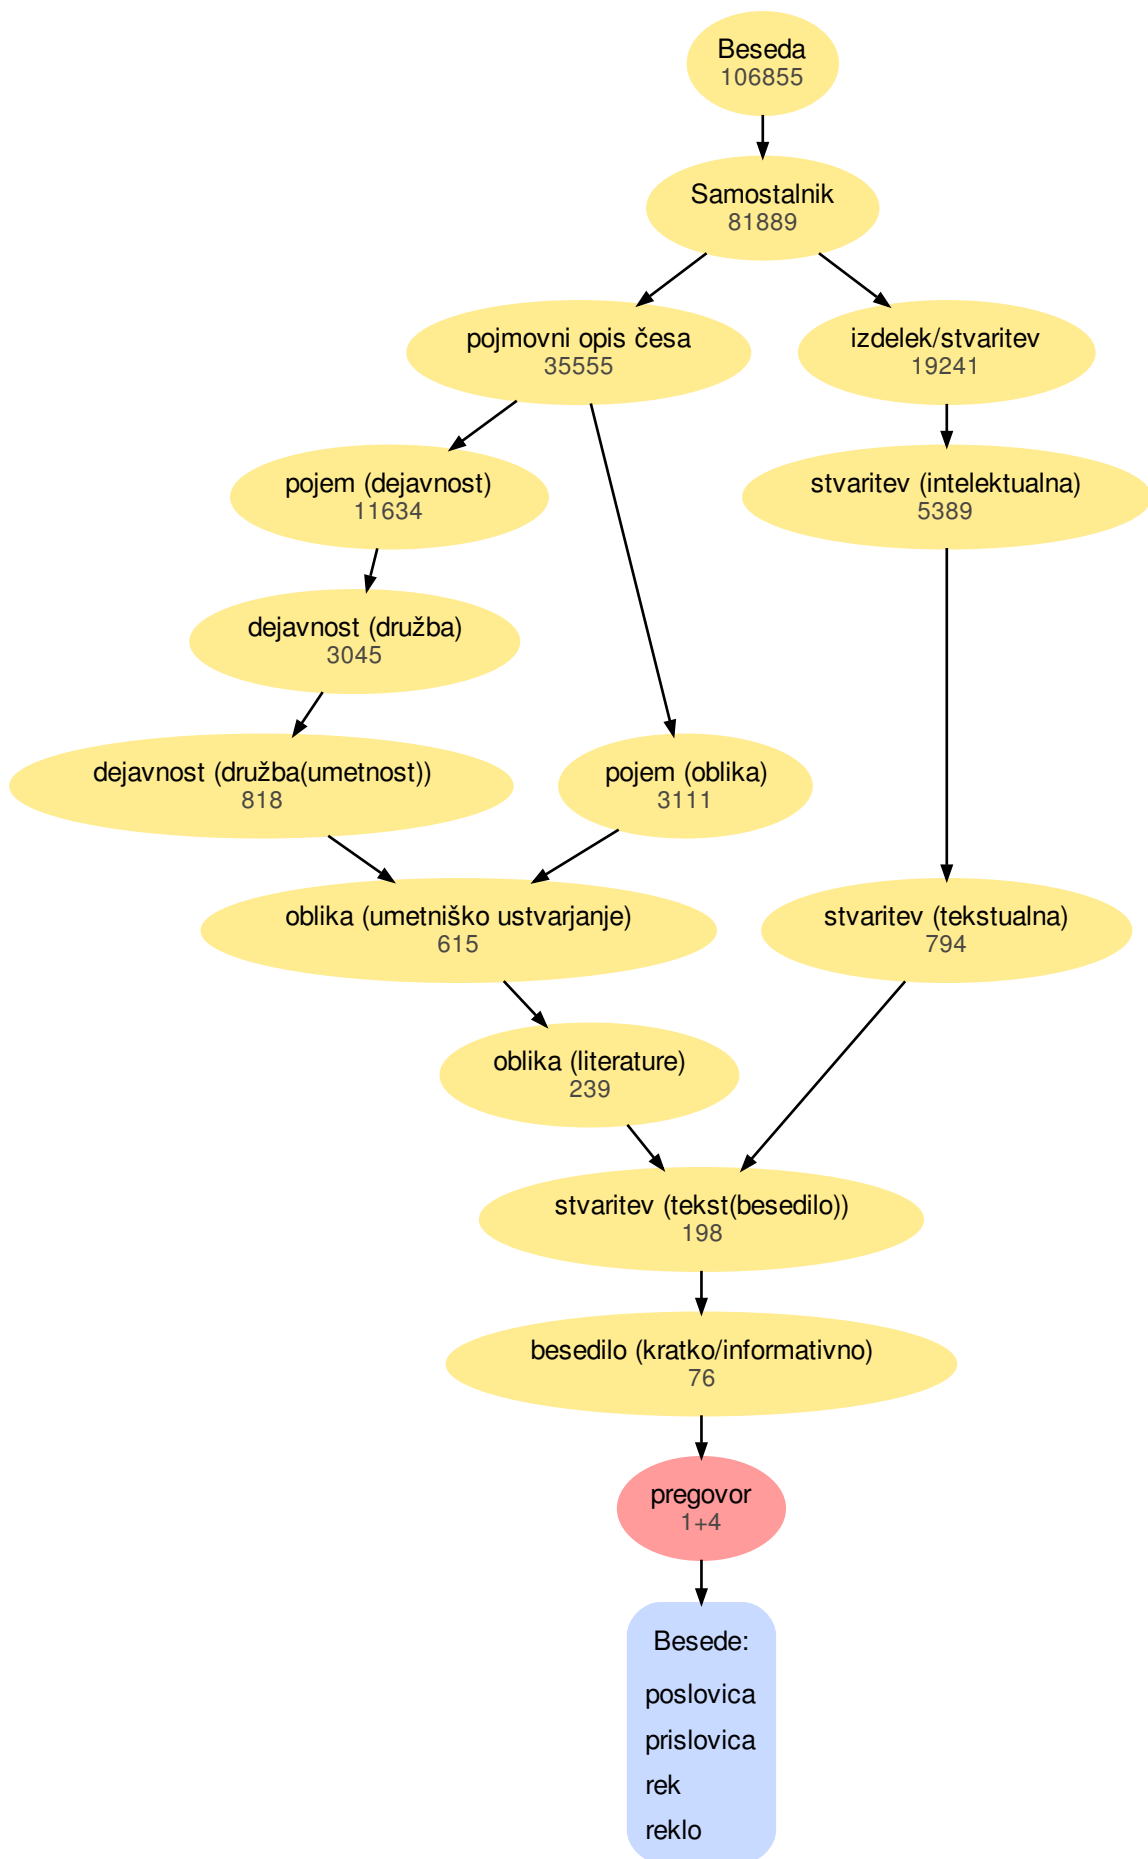 Beseda
106855
Samostalnik
81889
pojmovni opis česa
35555
izdelek/stvaritev
19241
pojem (dejavnost)
11634
stvaritev (intelektualna)
5389
dejavnost (družba)
3045
dejavnost (družba(umetnost))
818
pojem (oblika)
3111
oblika (umetniško ustvarjanje)
615
stvaritev (tekstualna)
794
oblika (literature)
239
stvaritev (tekst(besedilo))
198
besedilo (kratko/informativno)
76
pregovor
1+4
Besede:
poslovica
prislovica
rek
reklo